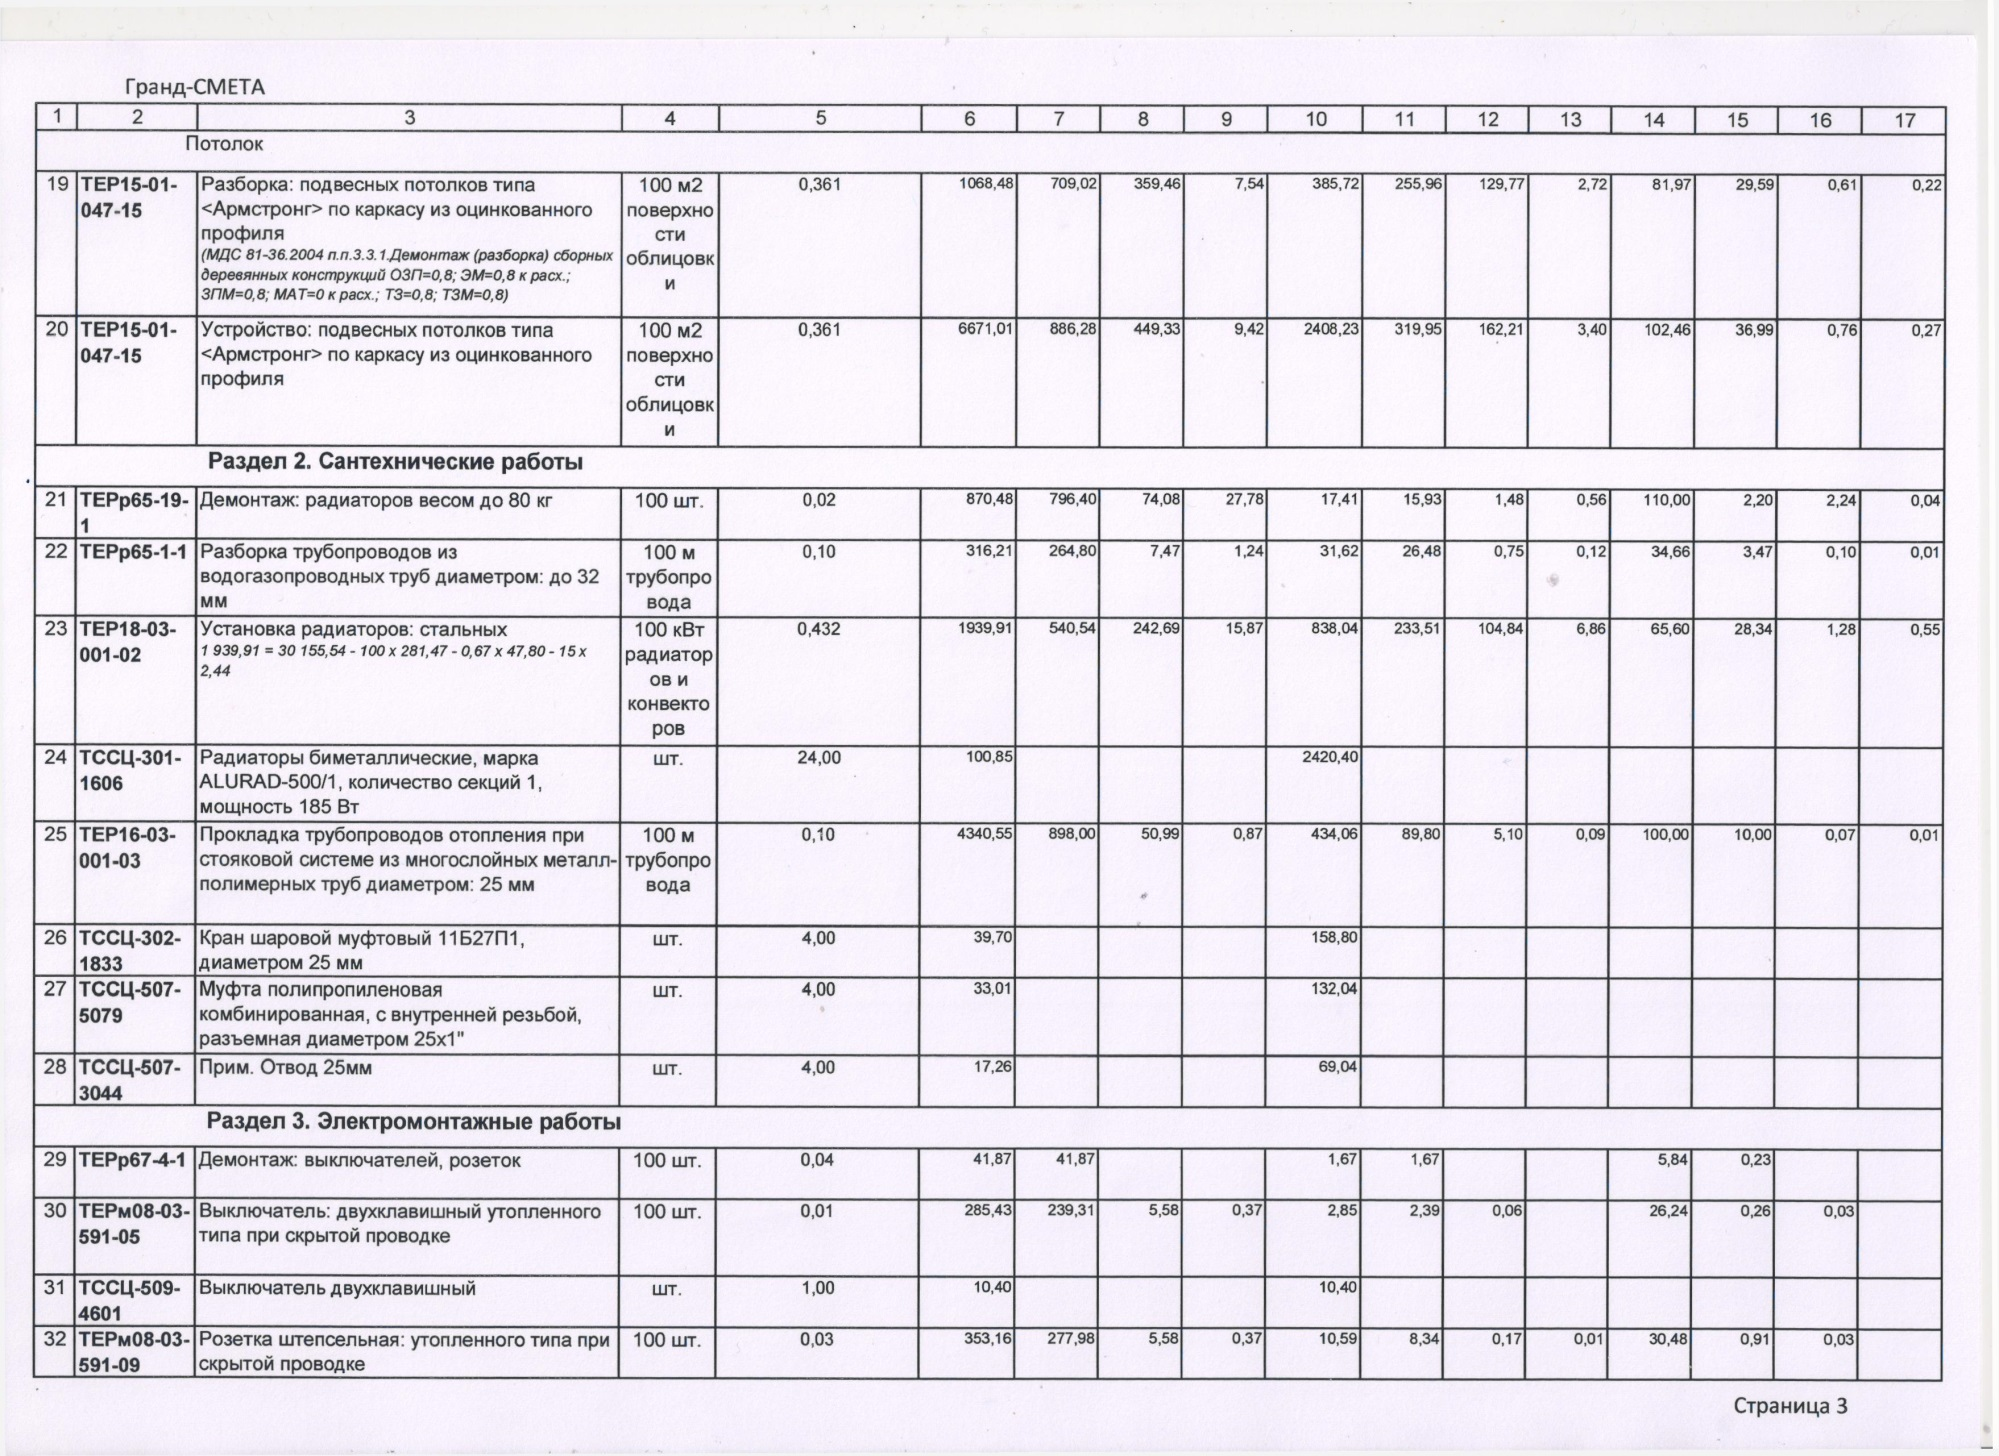 Гранд-СМЕТА
1 2 3 4 5 6 7 8 9 10 11 12 13 14 15 16 17
Потолок
19 ТЕР15-01- Разборка: подвесных потолков типа 100 м2 0,361 1068,48 709,02 359,46 7,54 385,72 255,96 129,77 2,72 81,97 29,59 0,61 0,22
047-15 <Армстронг> по каркасу из оцинкованного поверхно
профиля сти
(МДС 81-36.2004 п.п.3.3.1.Демонтаж (разборка) сборных облицовк
деревянных конструкций ОЗП=0,8; ЭМ=0,8 к расх.; и
ЗПМ=0,8; МАТ=0 к расх.; ТЗ=0,8; ТЗМ=0,8)
20 ТЕР15-01- Устройство: подвесных потолков типа 100 м2 0,361 6671,01 886,28 449,33 9,42 2408,23 319,95 162,21 3,40 102,46 36,99 0,76 0,27
047-15 <Армстронг> по каркасу из оцинкованного поверхно
профиля сти
облицовк
и
Раздел 2. Сантехнические работы
21 ТЕРр65-19- Демонтаж: радиаторов весом до 80 кг 100 шт. 0,02 870,48 796,40 74,08 27,78 17,41 15,93 1,48 0,56 110,00 2,20 2,24 0,04
1
22 ТЕРр65-1-1 Разборка трубопроводов из 100 м 0,10 316,21 264,80 7,47 1,24 31,62 26,48 0,75 0,12 34,66 3,47 0,10 0,01
водогазопроводных труб диаметром: до 32 трубопро
мм вода
23 ТЕР18-03- Установка радиаторов: стальных 100 кВт 0,432 1939,91 540,54 242,69 15,87 838,04 233,51 104,84 6,86 65,60 28,34 1,28 0,55
001-02 1 939,91 = 30 155,54 - 100 x 281,47 - 0,67 x 47,80 - 15 x радиатор
2,44 ов и
конвекто
ров
24 ТССЦ-301- Радиаторы биметаллические, марка шт. 24,00 100,85 2420,40
1606 ALURAD-500/1, количество секций 1,
мощность 185 Вт
25 ТЕР16-03- Прокладка трубопроводов отопления при 100 м 0,10 4340,55 898,00 50,99 0,87 434,06 89,80 5,10 0,09 100,00 10,00 0,07 0,01
001-03 стояковой системе из многослойных металл- трубопро
полимерных труб диаметром: 25 мм вода
26 ТССЦ-302- Кран шаровой муфтовый 11Б27П1, шт. 4,00 39,70 158,80
1833 диаметром 25 мм
27 ТССЦ-507- Муфта полипропиленовая шт. 4,00 33,01 132,04
5079 комбинированная, с внутренней резьбой,
разъемная диаметром 25х1"
28 ТССЦ-507- Прим. Отвод 25мм шт. 4,00 17,26 69,04
3044
Раздел 3. Электромонтажные работы
29 ТЕРр67-4-1 Демонтаж: выключателей, розеток 100 шт. 0,04 41,87 41,87 1,67 1,67 5,84 0,23
30 ТЕРм08-03- Выключатель: двухклавишный утопленного 100 шт. 0,01 285,43 239,31 5,58 0,37 2,85 2,39 0,06 26,24 0,26 0,03
591-05 типа при скрытой проводке
31 ТССЦ-509- Выключатель двухклавишный шт. 1,00 10,40 10,40
4601
32 ТЕРм08-03- Розетка штепсельная: утопленного типа при 100 шт. 0,03 353,16 277,98 5,58 0,37 10,59 8,34 0,17 0,01 30,48 0,91 0,03
591-09 скрытой проводке
Страница 3